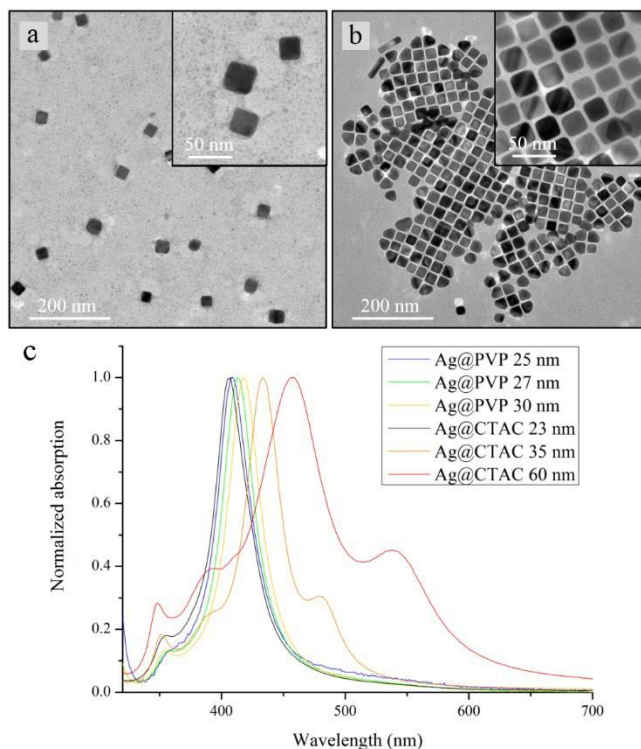 a
50 nm
200 nm
b
50 nm
200 nm
c
Ag@PVP 25 nm
Ag@PVP 27 nm
Ag@PVP 30 nm
Ag@CTAC 23 nm
Ag@CTAC 35 nm
Ag@CTAC 60 nm
Normalized absorption
1.0
0.8
0.6
0.4
0.2
0.0
400
500
600
700
Wavelength (nm)